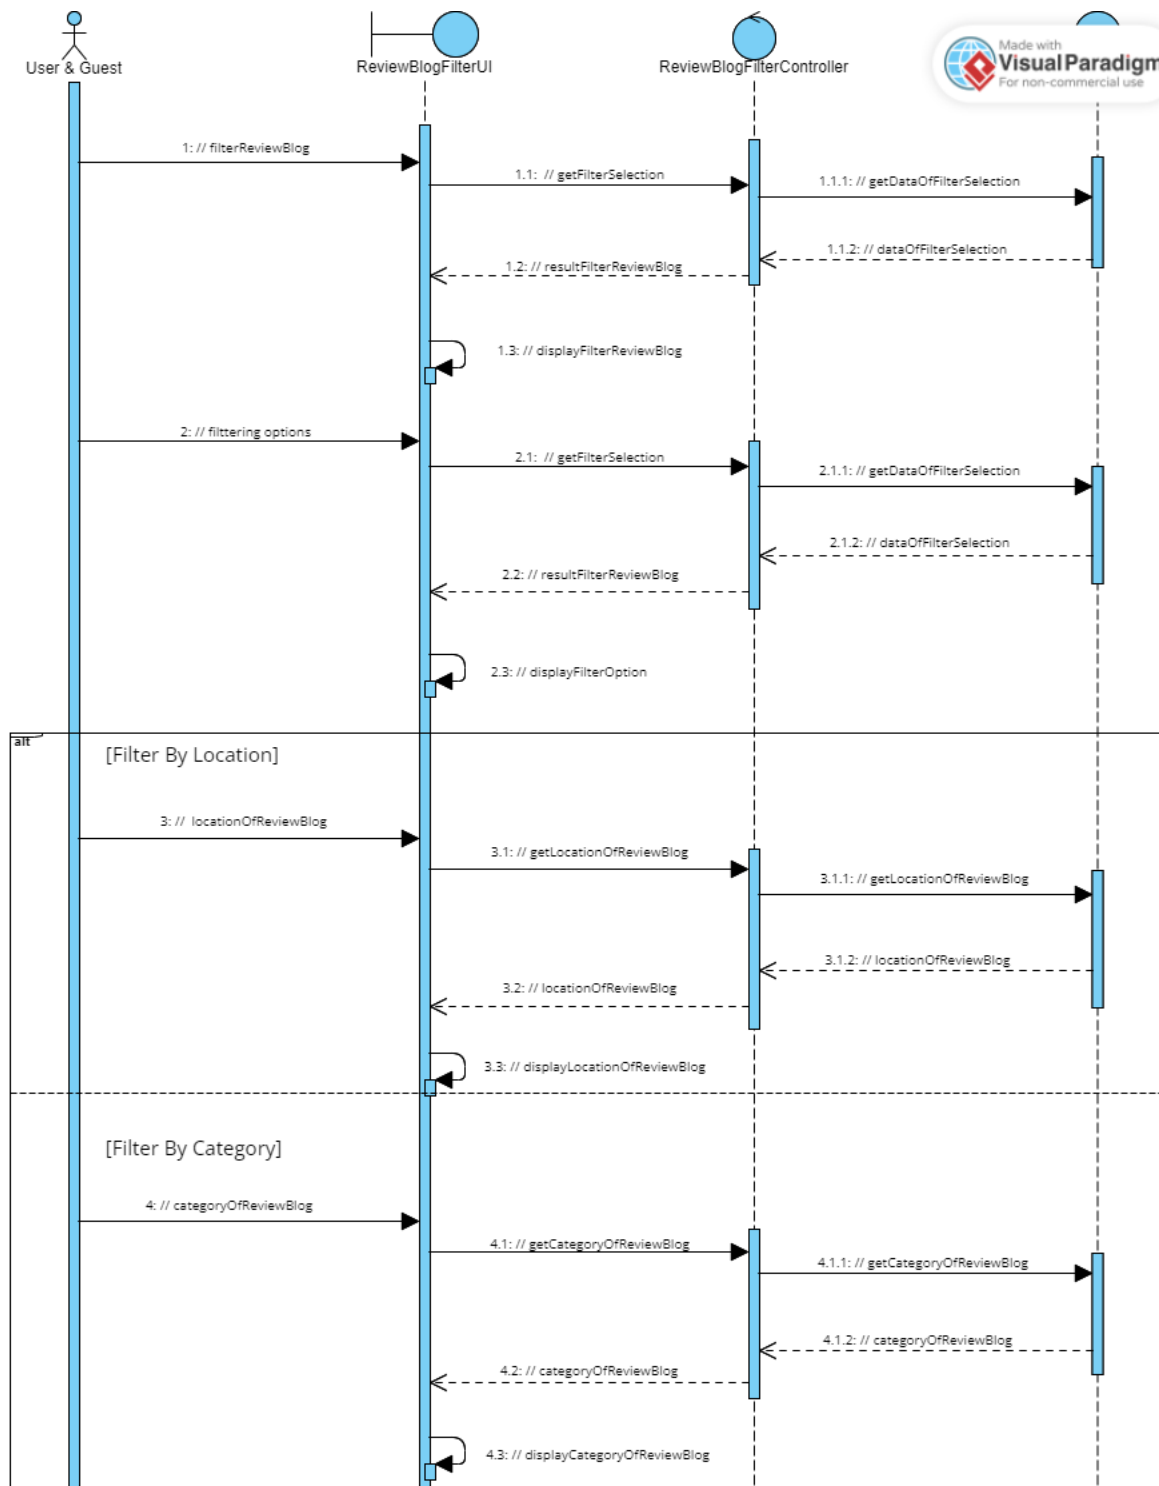 Made with
VisualParadigm
For non-commercial use
User & Guest
ReviewBlogFilterUI
ReviewBlogFilterController
1: // filterReviewBlog
1.1: // getFilterSelection
1.1.1: // getDataOfFilterSelection
1.1.2: // dataOfFilterSelection
1.2: // resultFilterReviewBlog
1.3: // displayFilterReviewBlog
2: // filttering options
2.1: // getFilterSelection
2.1.1: // getDataOfFilterSelection
2.1.2: // dataOfFilterSelection
2.2: // resultFilterReviewBlog
2.3: // displayFilterOption
alt
[Filter By Location]
3: // locationOfReviewBlog
3.1: // getLocationOfReviewBlog
3.1.1: // getLocationOfReviewBlog
3.1.2: // locationOfReviewBlog
3.2: // locationOfReviewBlog
3.3: // displayLocationOfReviewBlog
[Filter By Category]
4: // categoryOfReviewBlog
4.1: // getCategoryOfReviewBlog
4.1.1: // getCategoryOfReviewBlog
4.1.2: // categoryOfReviewBlog
4.2: // categoryOfReviewBlog
4.3: // displayCategoryOfReviewBlog